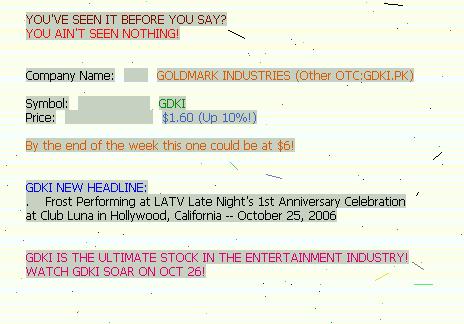 YOU'VE SEEN IT BEFORE YOU SAY?
YOU AIN'T SEEN NOTHING!
Company Name: GOLDMARK INDUSTRIES (Other OTC:GDKI.PK)
Symbol: GDKI
Price: $1.60 (Up 10%!)
By the end of the week this one could be at $6!
GDKI NEW HEADLINE:
. Frost Performing at LATV Late Night's 1st Anniversary Celebration
at Club Luna in Hollywood, California -- October 25, 2006
GDKI IS THE ULTIMATE STOCK IN THE ENTERTAINMENT INDUSTRY!
WATCH GDKI SOAR ON OCT 26!